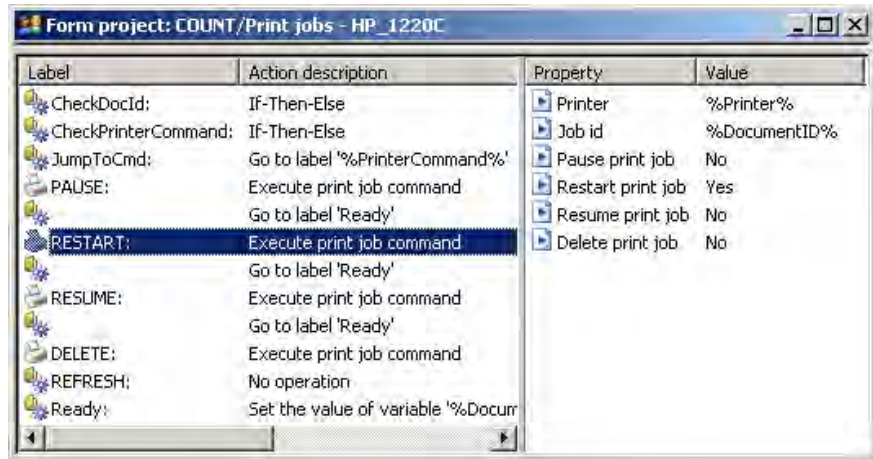 Form project: COUNT/Print jobs - HP_1220C
Label Action description Property Value
CheckDocId: If-Then-Else Printer %Printer%
CheckPrinterCommand: If-Then-Else Job id %DocumentID%
JumpToCmd: Go to label '%PrinterCommand%' Pause print job No
PAUSE: Execute print job command Restart print job Yes
Go to label 'Ready' Resume print job No
RESTART: Execute print job command Delete print job No
Go to label 'Ready'
RESUME: Execute print job command
Go to label 'Ready'
DELETE: Execute print job command
REFRESH: No operation
Ready: Set the value of variable '%Docum